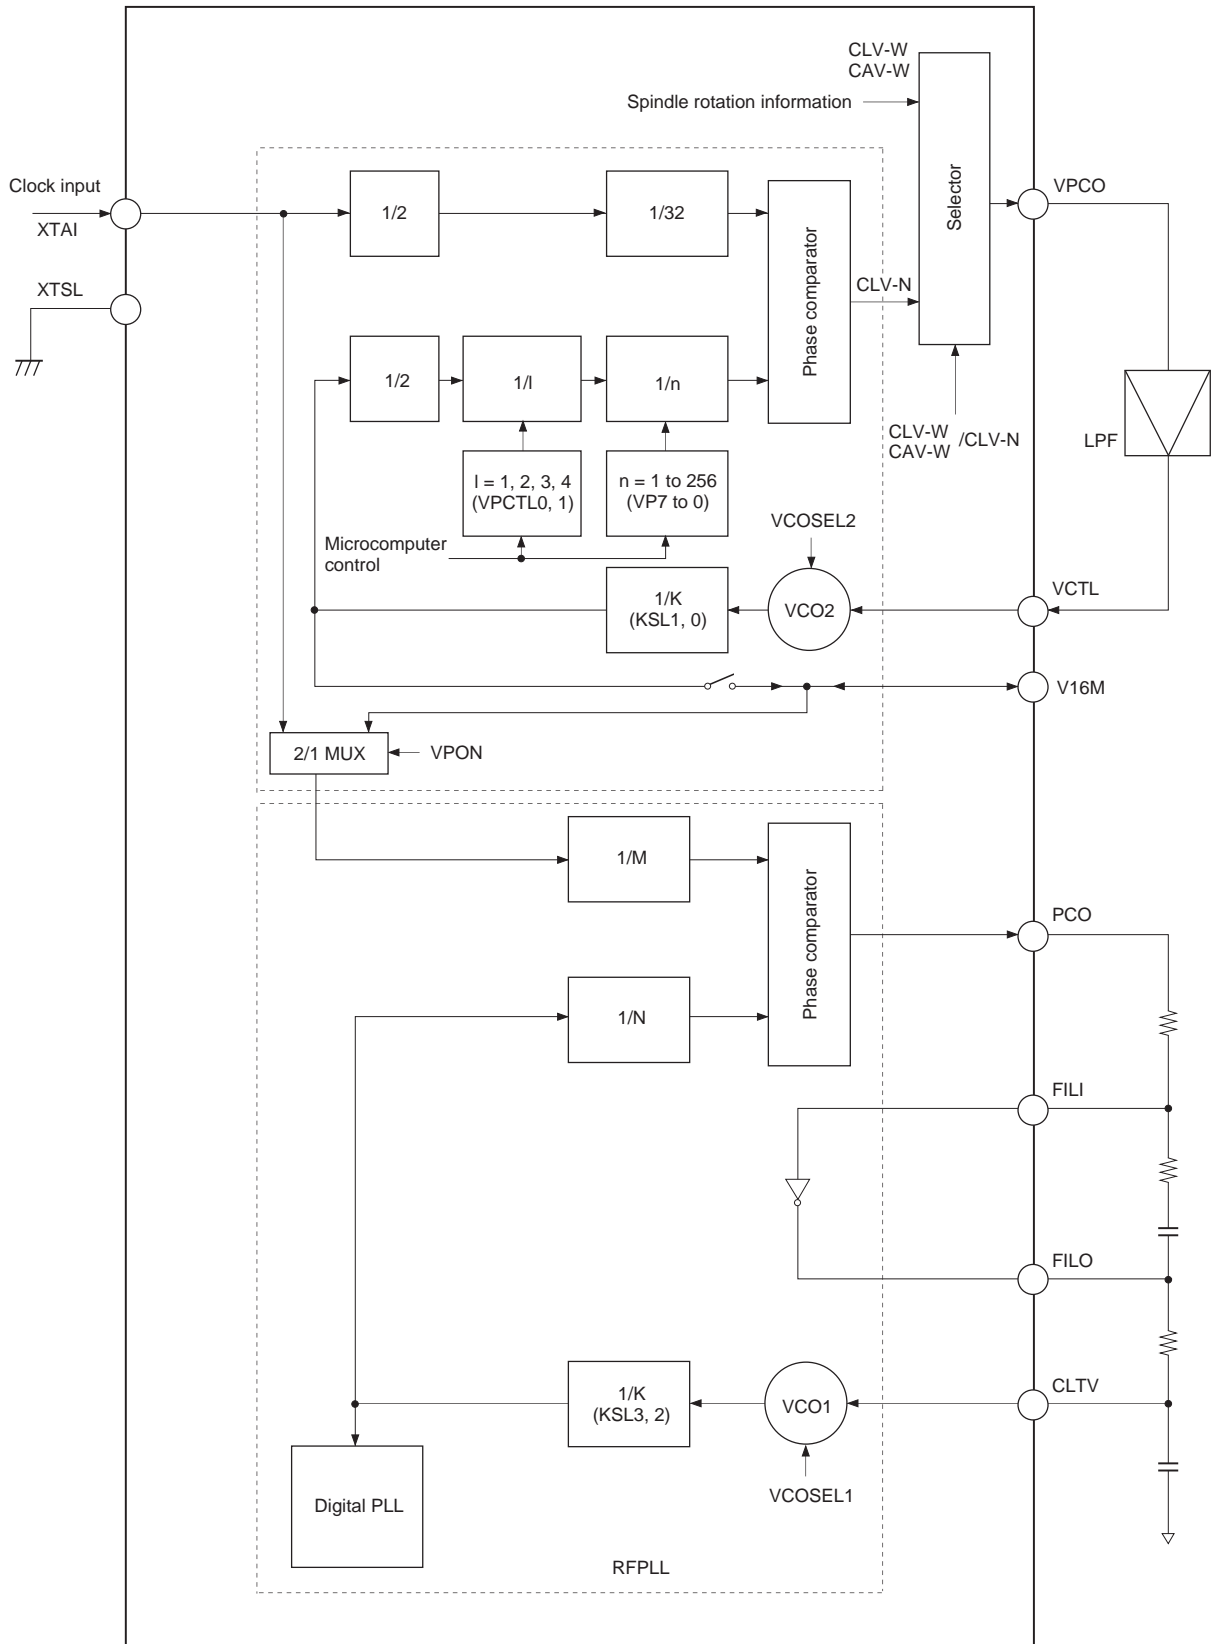 CLV-W
CAV-W
Spindle rotation information
Clock input
XTAI
XTSL
1/2
1/32
Phase comparator
CLV-N
Selector
VPCO
1/2
1/l
1/n
CLV-W
CAV-W
/CLV-N
LPF
l = 1, 2, 3, 4
(VPCTL0, 1)
n = 1 to 256
(VP7 to 0)
Microcomputer
control
VCOSEL2
1/K
(KSL1, 0)
VCO2
VCTL
V16M
2/1 MUX
VPON
1/M
Phase comparator
PCO
1/N
FILI
FILO
1/K
(KSL3, 2)
VCO1
CLTV
VCOSEL1
Digital PLL
RFPLL